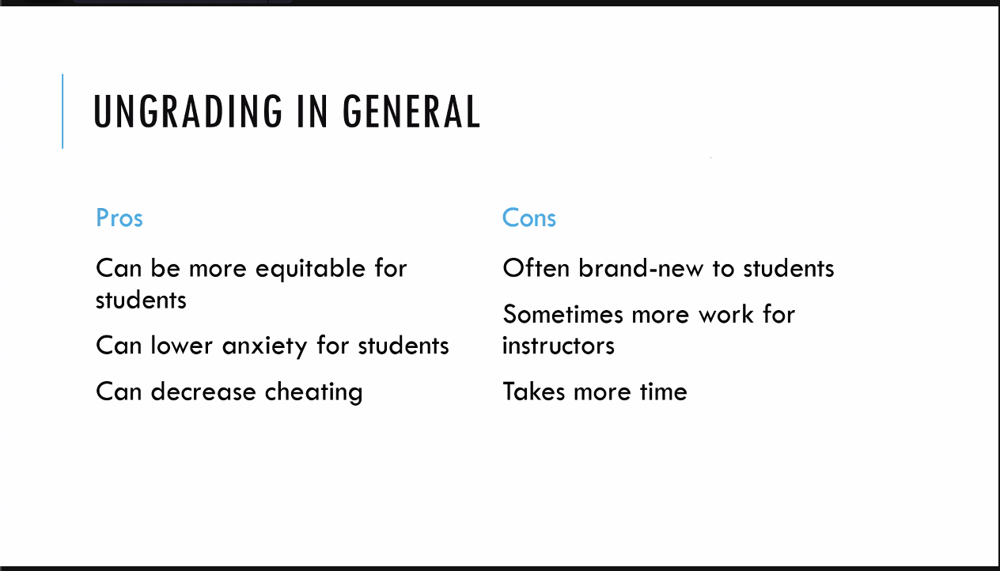 UNGRADING IN GENERAL
Pros
Can be more equitable for
students
Can lower anxiety for students
Can decrease cheating
Cons
Often brand-new to students
Sometimes more work for
instructors
Takes more time